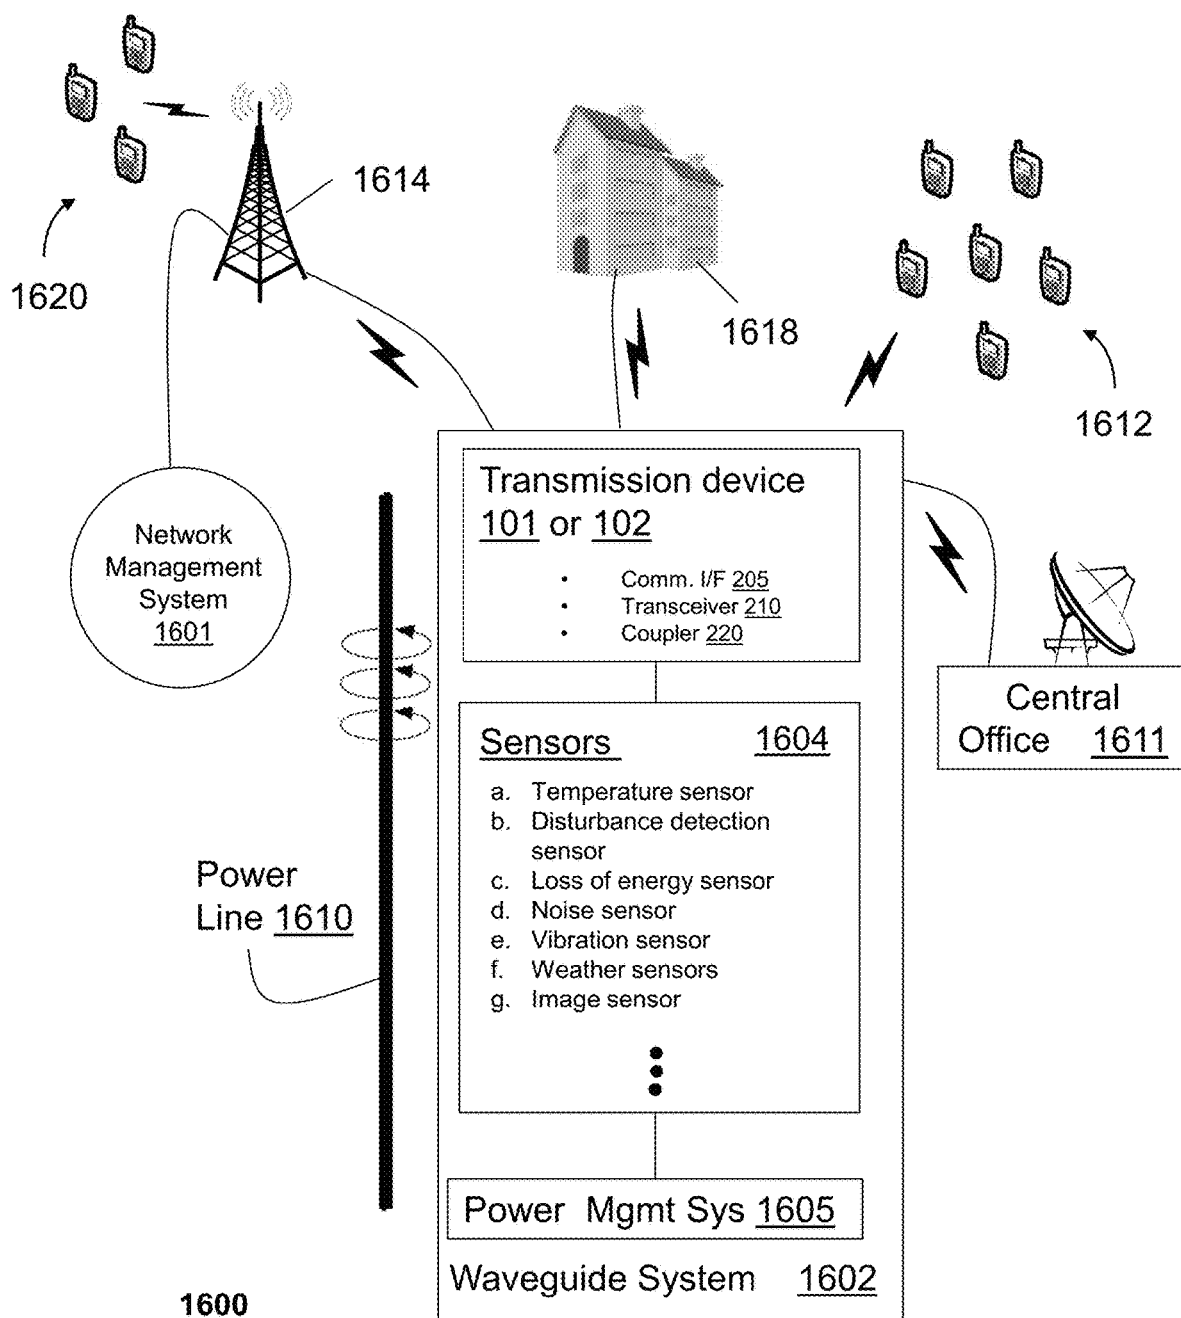 1614
1620
1618
1612
Transmission device
101 or 102
• Comm. I/F 205
• Transceiver 210
• Coupler 220
Network
Management
System
1601
Central
Office 1611
Sensors 1604
a. Temperature sensor
b. Disturbance detection
sensor
c. Loss of energy sensor
d. Noise sensor
e. Vibration sensor
f. Weather sensors
g. Image sensor
Power
Line 1610
Power Mgmt Sys 1605
Waveguide System 1602
1600